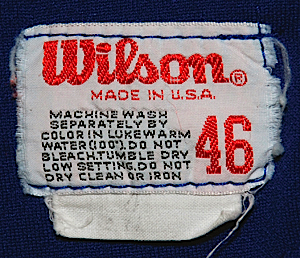 Wilson®
MADE IN U.S.A.
MACHINE WASH
SEPARATELY BY
COLOR IN LUKEWARM
WATER(100°). DO NOT
BLEACH,TUMBLE DRY
LOW SETTING.DO NOT
DRY CLEAN OR IRON
46